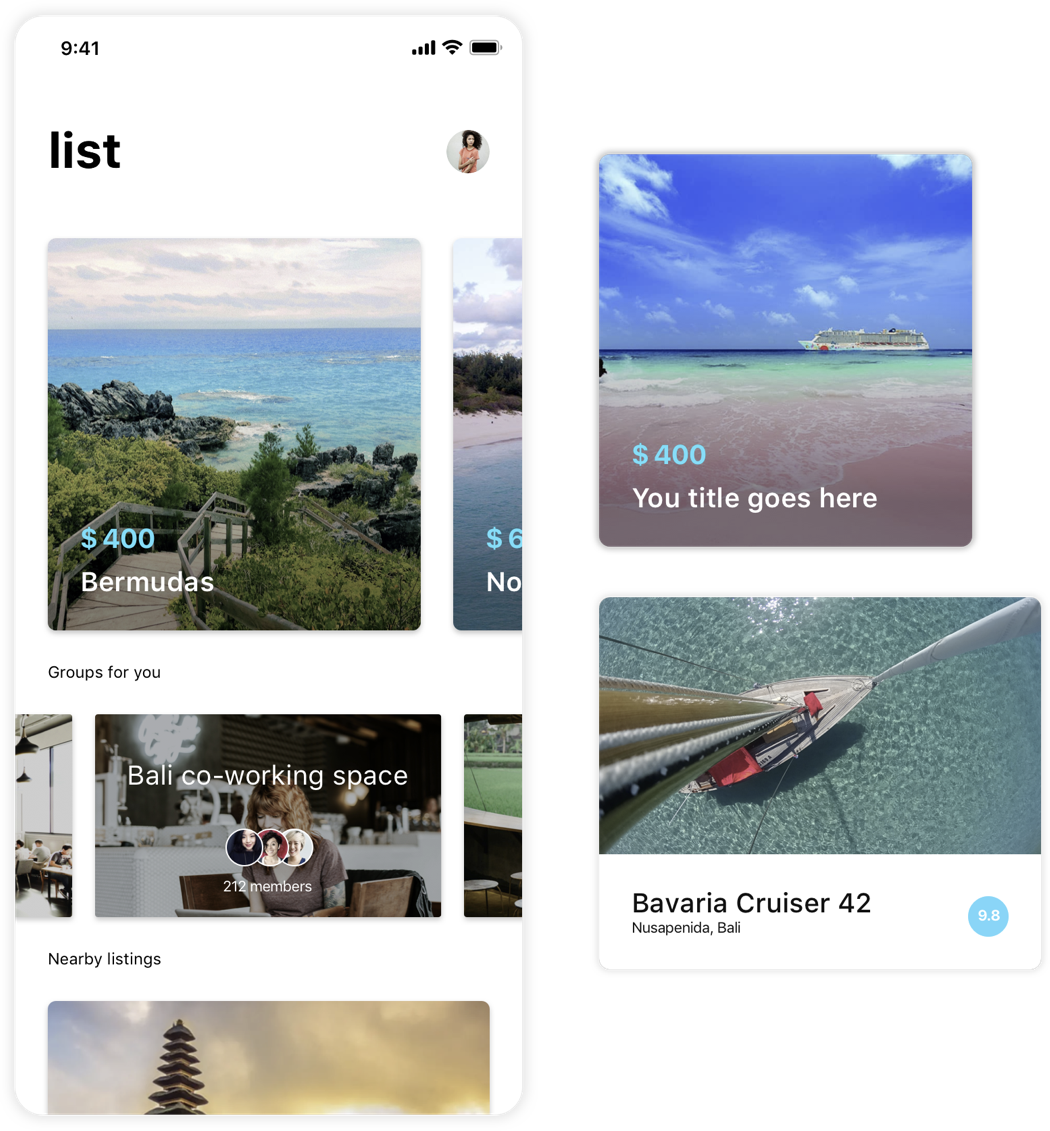 9:41
list
$ 400
Bermudas
$ 6
No
Groups for you
Bali co-working space
212 members
Nearby listings
$ 400
You title goes here
Bavaria Cruiser 42
Nusapenida, Bali
9.8